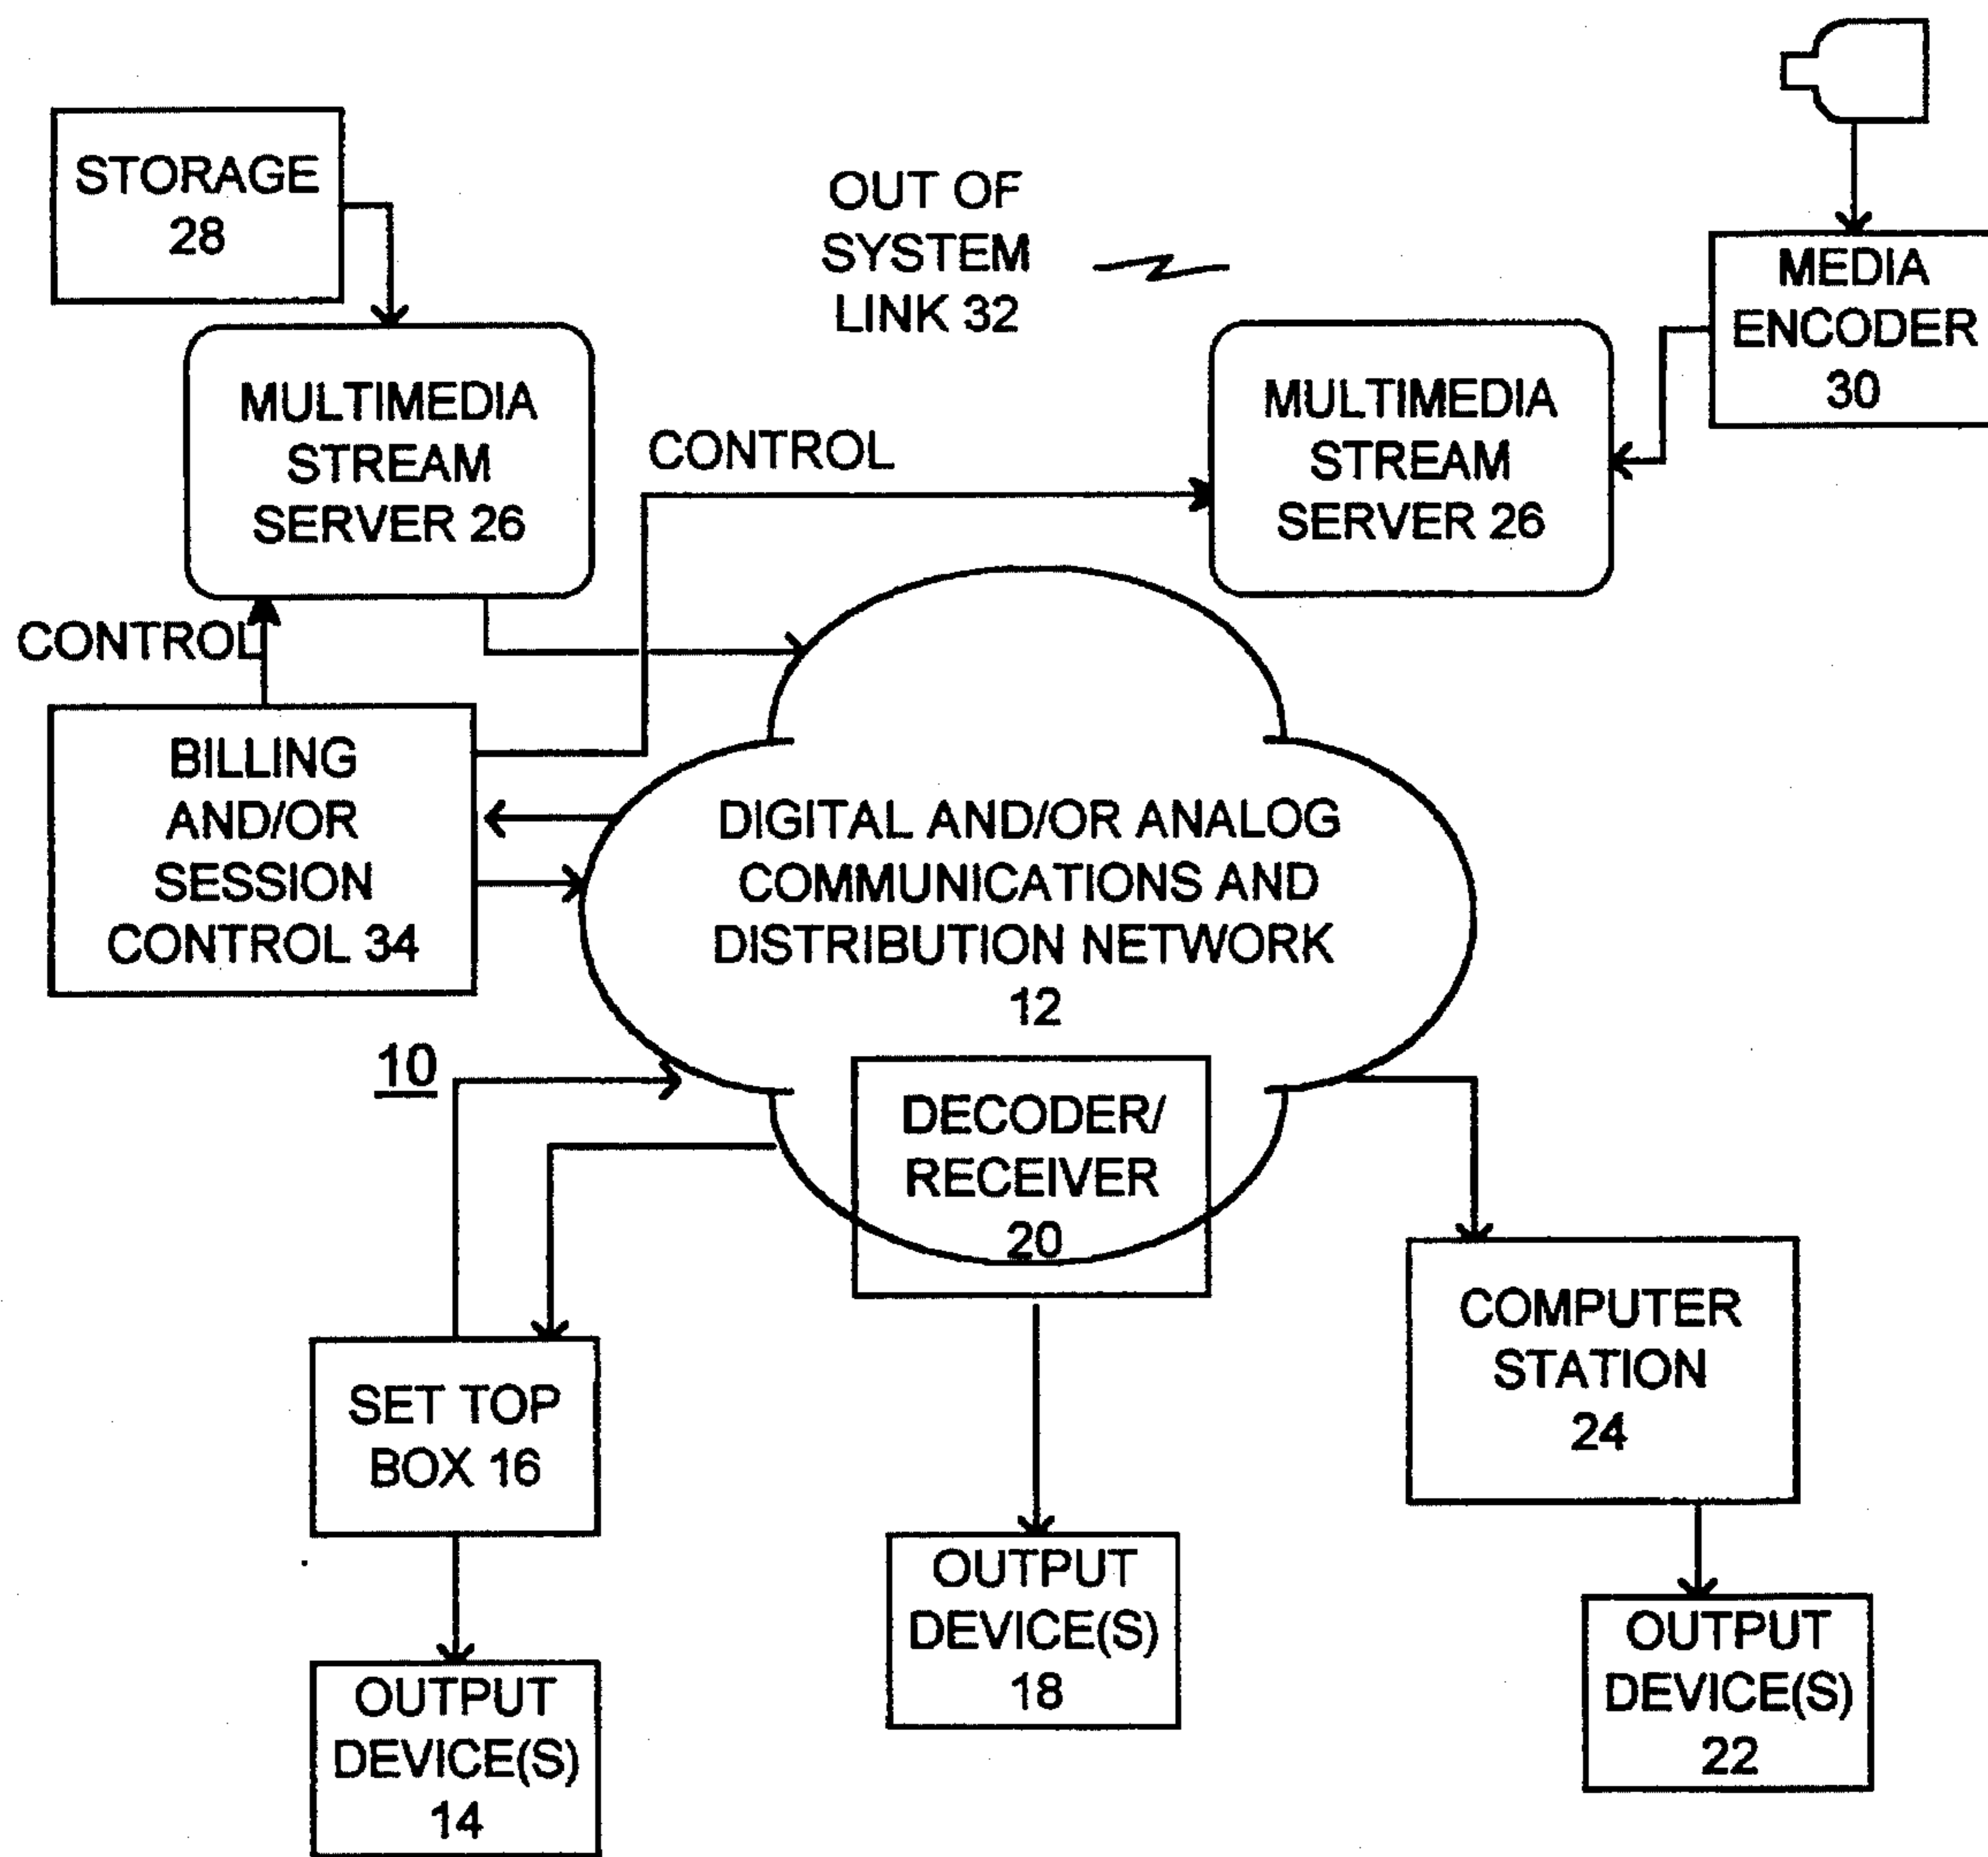 STORAGE
28
OUT OF
SYSTEM
LINK 32
MEDIA
ENCODER
30
MULTIMEDIA
STREAM
SERVER 26
CONTROL
MULTIMEDIA
STREAM
SERVER 26
CONTROL
BILLING
AND/OR
SESSION
CONTROL 34
DIGITAL AND/OR ANALOG
COMMUNICATIONS AND
DISTRIBUTION NETWORK
12
10
DECODER/
RECEIVER
20
COMPUTER
STATION
24
SET TOP
BOX 16
OUTPUT
DEVICE(S)
18
OUTPUT
DEVICE(S)
22
OUTPUT
DEVICE(S)
14